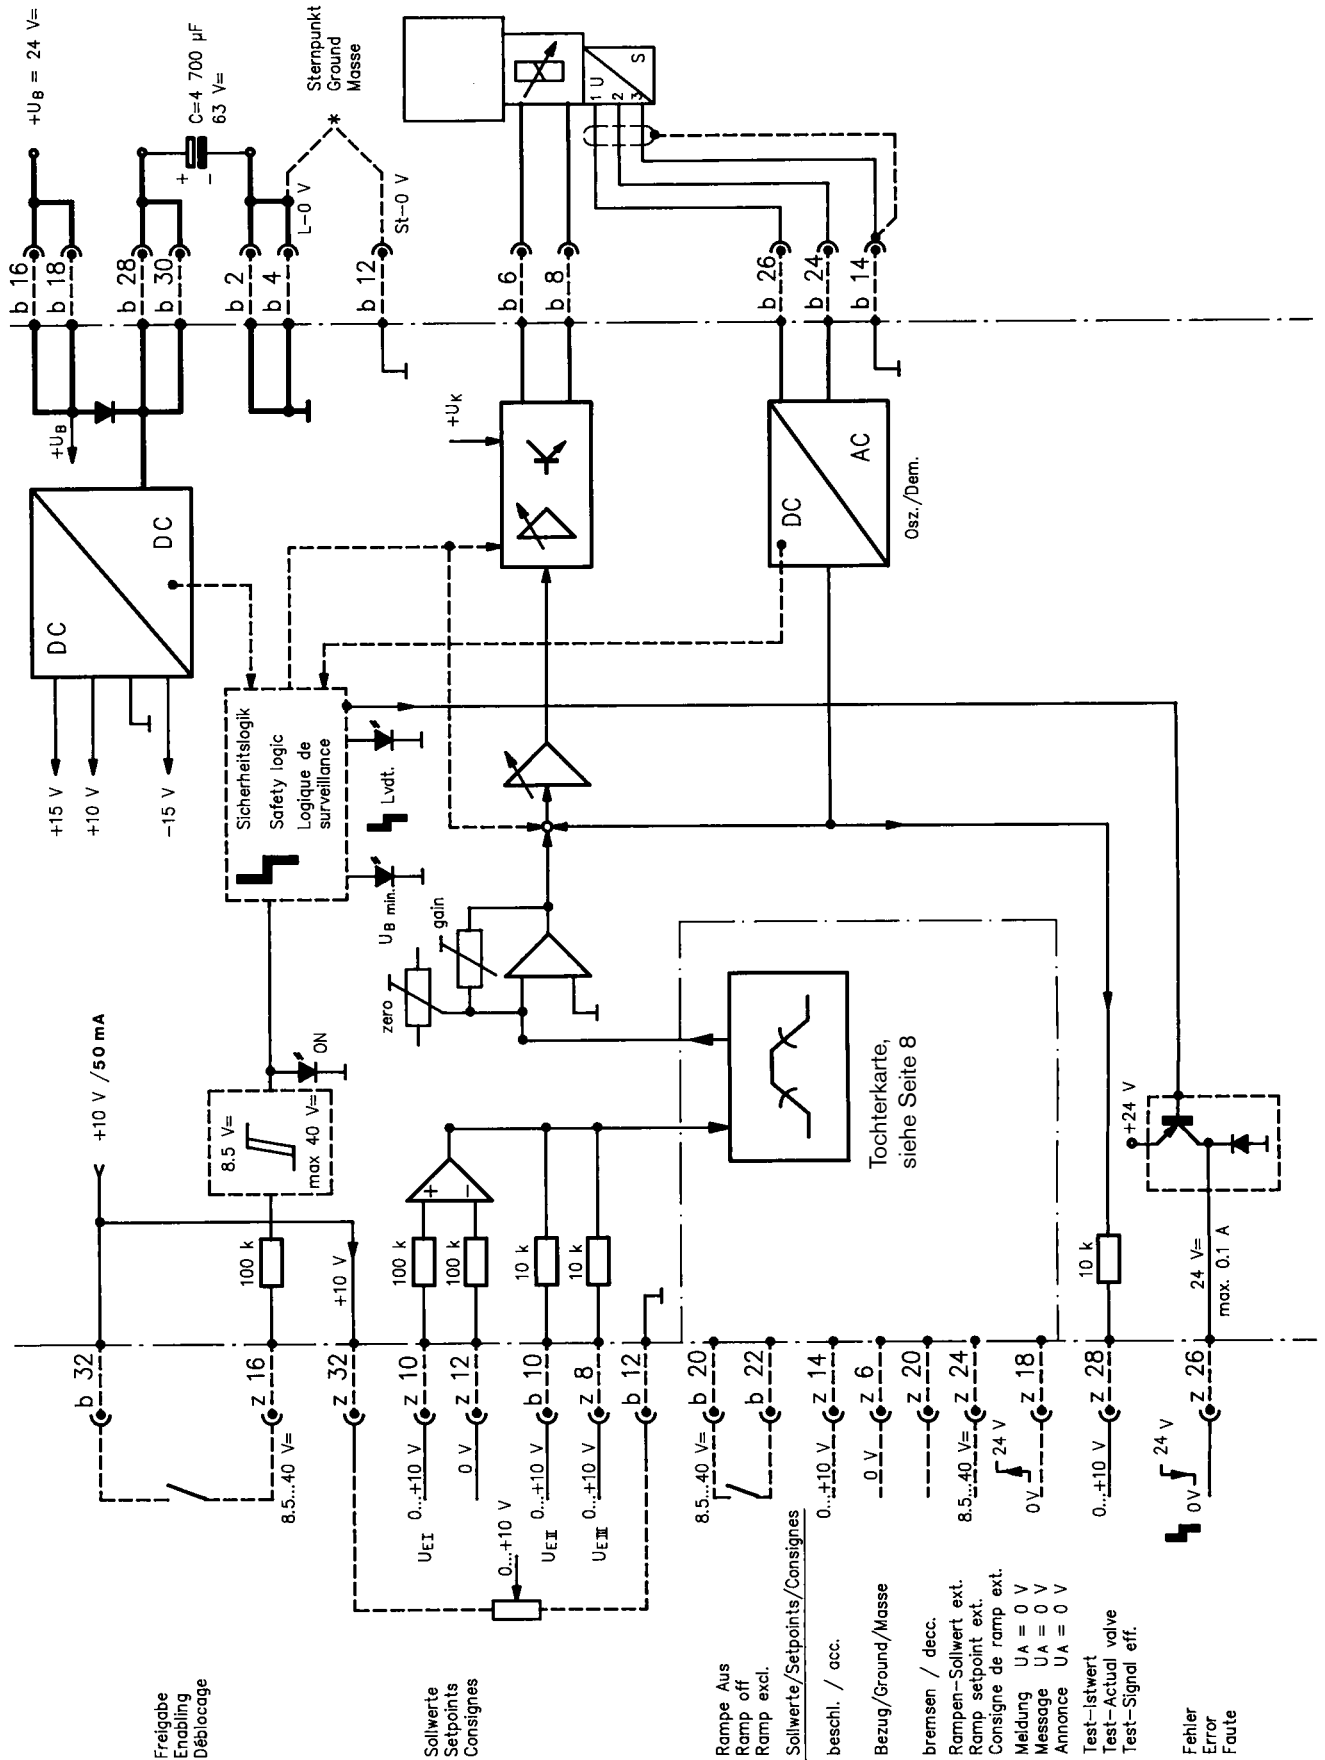 +UB = 24 V=
C=4 700 µF
63 V=
+
-
Sternpunkt
Ground
Masse
*
L-0 V
St-0 V
b 16
b 18
b 28
b 30
b 2
b 4
b 12
b 6
b 8
b 26
b 24
b 14
1 U
2
3
S
+UB
DC
DC
+15 V
+10 V
-15 V
+UK
DC
AC
Osz./Dem.
Sicherheitslogik
Safety logic
Logique de
surveillance
Lvdt.
UB min.
zero
gain
+10 V /50 mA
8.5 V=
max 40 V=
ON
100 k
+10 V
100 k
100 k
10 k
10 k
+
-
Tochterkarte,
siehe Seite 8
10 k
+24 V
24 V=
max. 0.1 A
b 32
z 16
z 32
z 10
z 12
b 10
z 8
b 12
b 20
b 22
z 14
z 6
z 20
z 24
z 18
z 28
z 26
8.5...40 V=
UEI 0...+10 V
0 V
UEII 0...+10 V
UEIII 0...+10 V
0...+10 V
8.5...40 V=
0...+10 V
0 V
8.5...40 V=
24 V
0V
0...+10 V
24 V
0V
Freigabe
Enabling
Déblocage
Sollwerte
Setpoints
Consignes
Rampe Aus
Ramp off
Ramp excl.
Sollwerte/Setpoints/Consignes
beschl. / acc.
Bezug/Ground/Masse
bremsen / decc.
Rampen-Sollwert ext.
Ramp setpoint ext.
Consigne de ramp ext.
Meldung UA = 0 V
Message UA = 0 V
Annonce UA = 0 V
Test-Istwert
Test-Actual valve
Test-Signal eff.
Fehler
Error
Faute